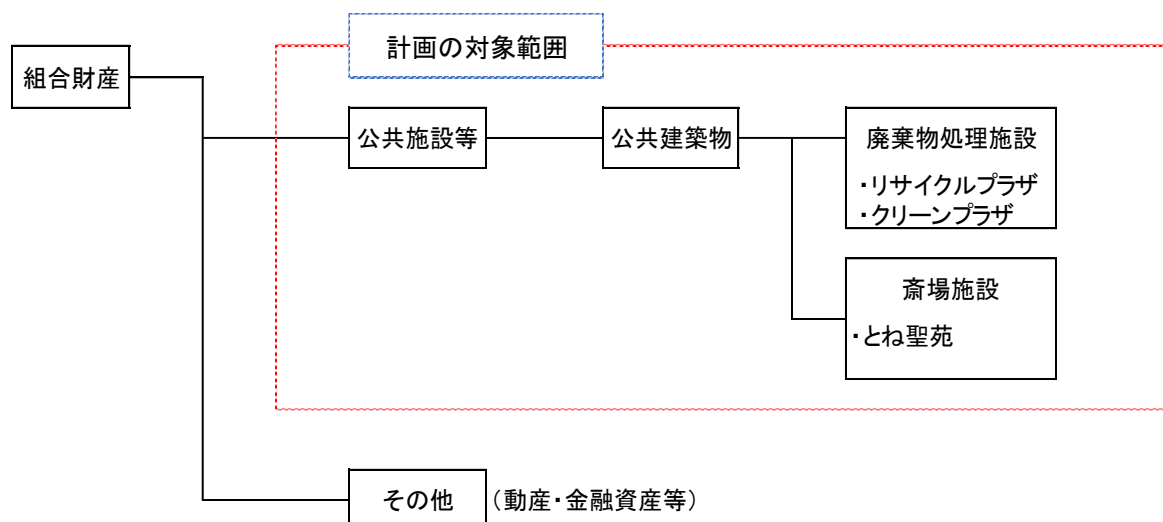 計画の対象範囲
組合財産
公共施設等
公共建築物
廃棄物処理施設
・リサイクルプラザ
・クリーンプラザ
斎場施設
・とね聖苑
その他
（動産・金融資産等）